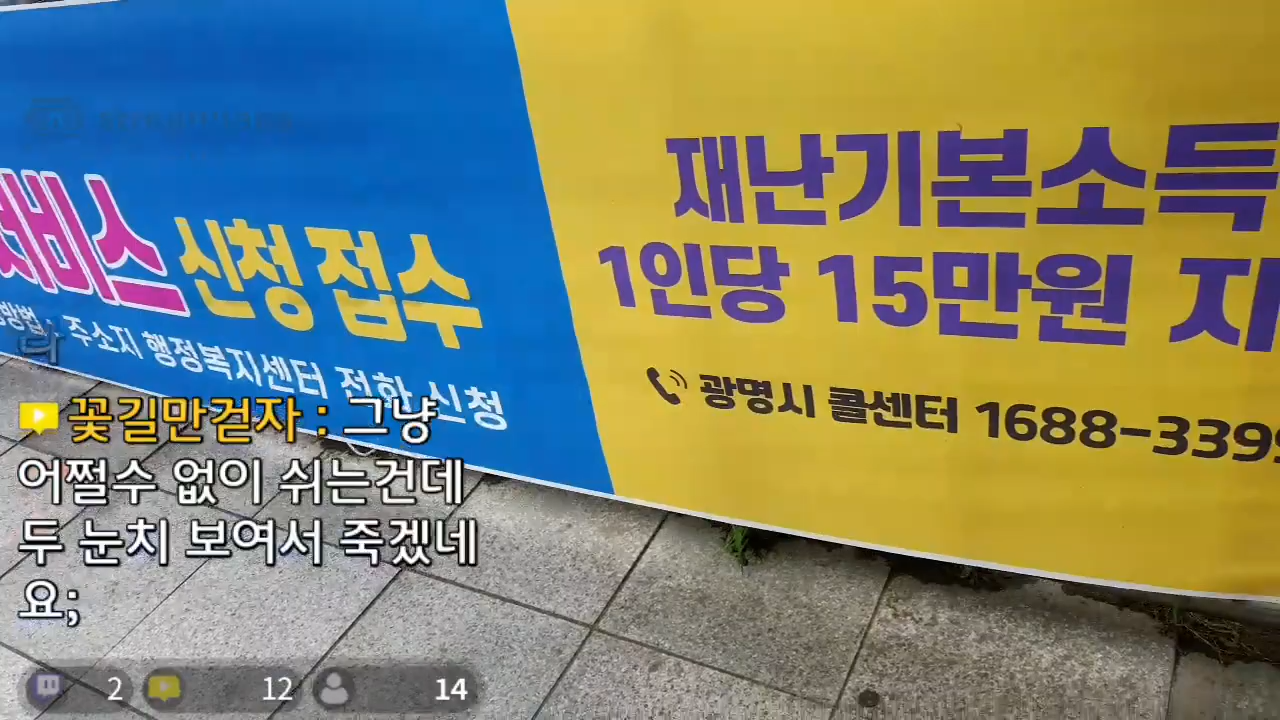 서비스 신청 접수
방법 : 주소지 행정복지센터 전화 신청
재난기본소득
1인당 15만원 지
광명시 콜센터 1688-3399
꽃길만걷자 : 그냥
어쩔수 없이 쉬는건데
두 눈치 보여서 죽겠네
요;
2 12 14